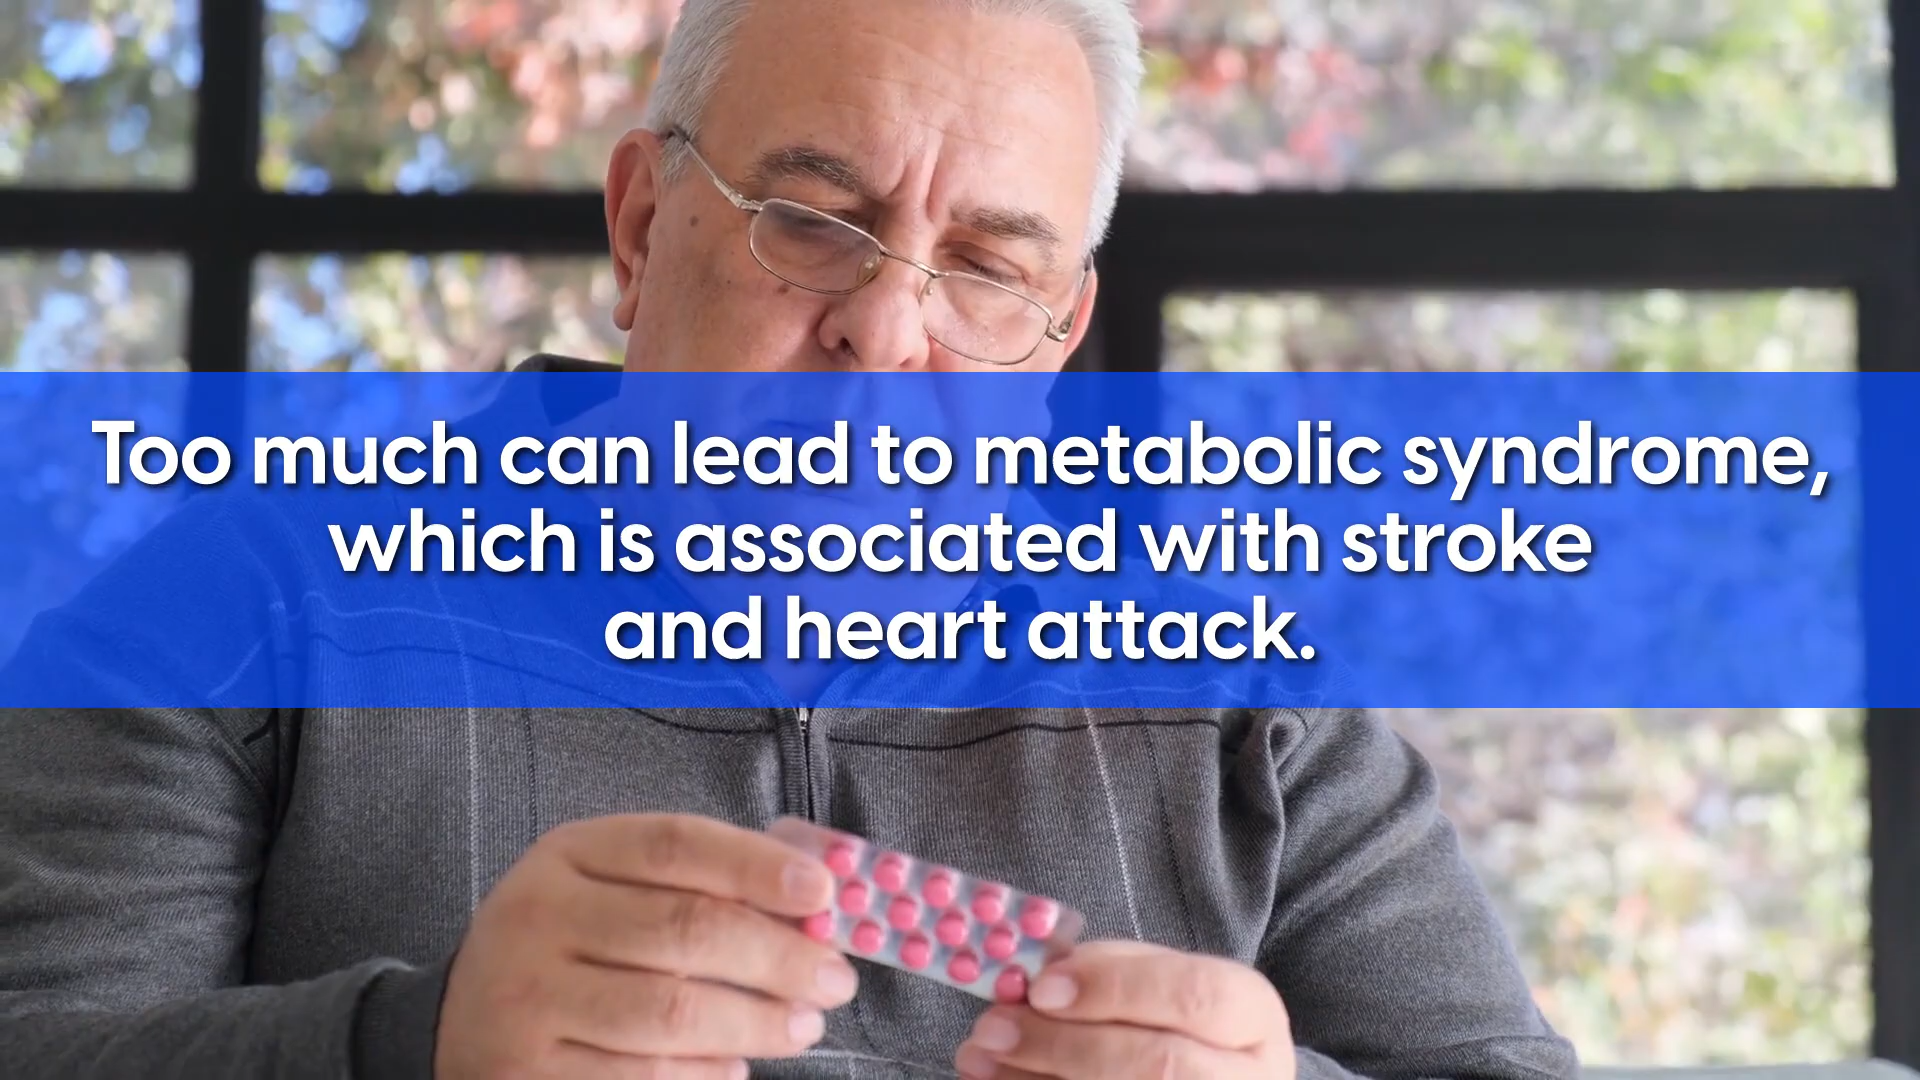 Too much can lead to metabolic syndrome,
which is associated with stroke
and heart attack.